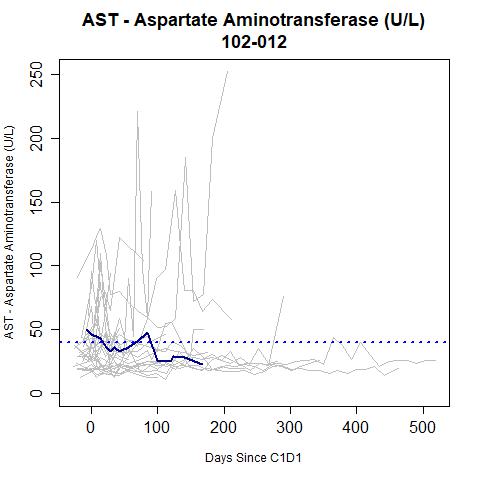 AST - Aspartate Aminotransferase (U/L)
102-012
AST - Aspartate Aminotransferase (U/L)
250
200
150
100
50
0
0 100 200 300 400 500
Days Since C1D1